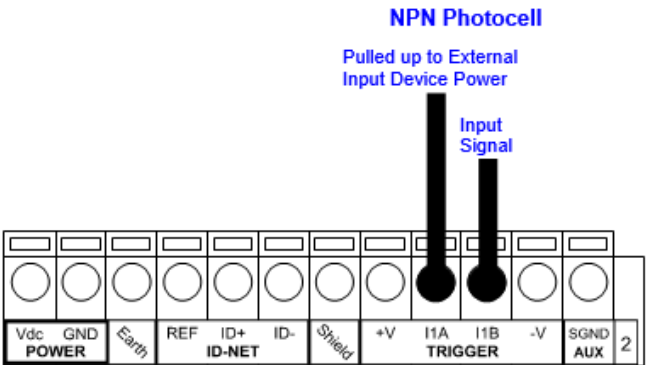 NPN Photocell
Pulled up to External
Input Device Power
Input
Signal
Vdc GND Earth REF ID+ ID- Shield +V I1A I1B -V SGND 2
POWER ID-NET TRIGGER AUX